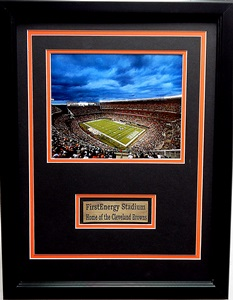 FirstEnergy Stadium
Home of the Cleveland Browns